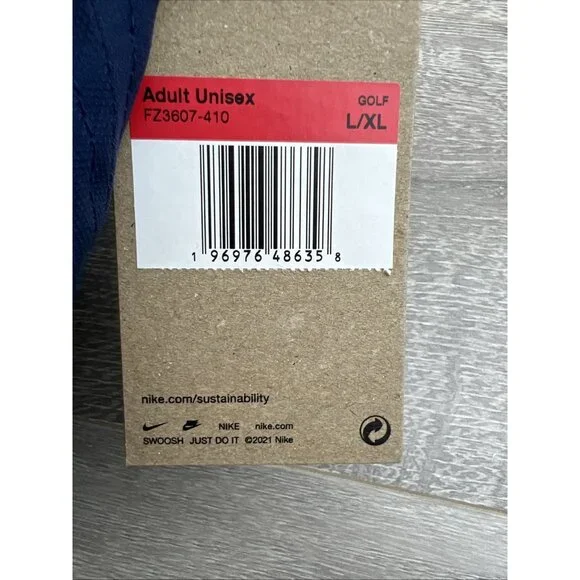 Adult Unisex GOLF
FZ3607-410 L/XL
1 96976 48635 8
nike.com/sustainability
NIKE nike.com
SWOOSH JUST DO IT ©2021 Nike